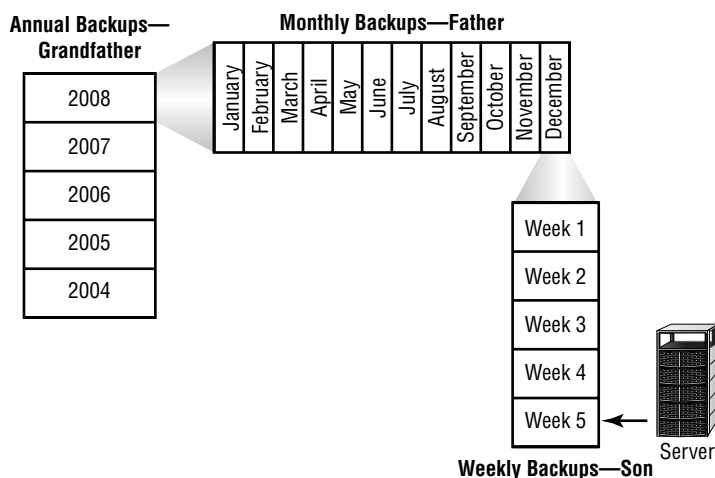 Annual Backups—
Grandfather
2008
2007
2006
2005
2004
Monthly Backups—Father
January
February
March
April
May
June
July
August
September
October
November
December
Week 1
Week 2
Week 3
Week 4
Week 5
Server
Weekly Backups—Son